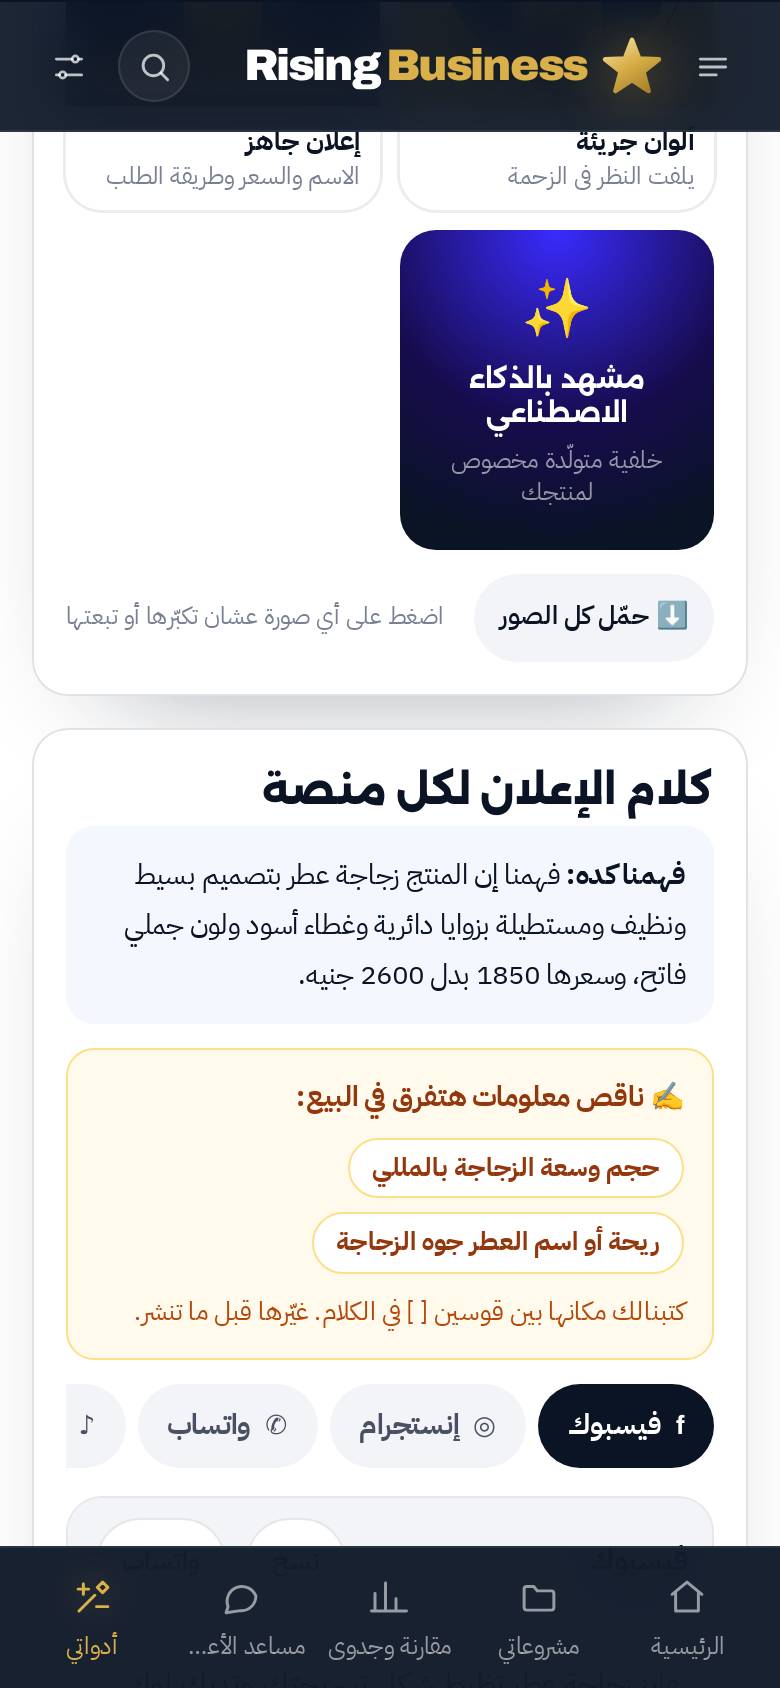 Rising Business
ألوان جريئة
يلفت النظر في الزحمة
إعلان جاهز
الاسم والسعر وطريقة الطلب
مشهد بالذكاء
الاصطناعي
خلفية متولّدة مخصوص
لمنتجك
حمّل كل الصور
اضغط على أي صورة عشان تكبّرها أو تبعتها
كلام الإعلان لكل منصة
فهمنا كده: فهمنا إن المنتج زجاجة عطر بتصميم بسيط
ونظيف ومستطيلة بزوايا دائرية وغطاء أسود ولون جملي
فاتح، وسعرها 1850 بدل 2600 جنيه.
ناقص معلومات هتفرق في البيع:
حجم وسعة الزجاجة بالمللي
ريحة أو اسم العطر جوه الزجاجة
كتبنالك مكانها بين قوسين [ ] في الكلام. غيّرها قبل ما تنشر.
f فيسبوك
إنستجرام
واتساب
فيسبوك
نسخ
واتساب
الرئيسية
مشروعاتي
مقارنة وجدوى
مساعد الأع...
أدواتي